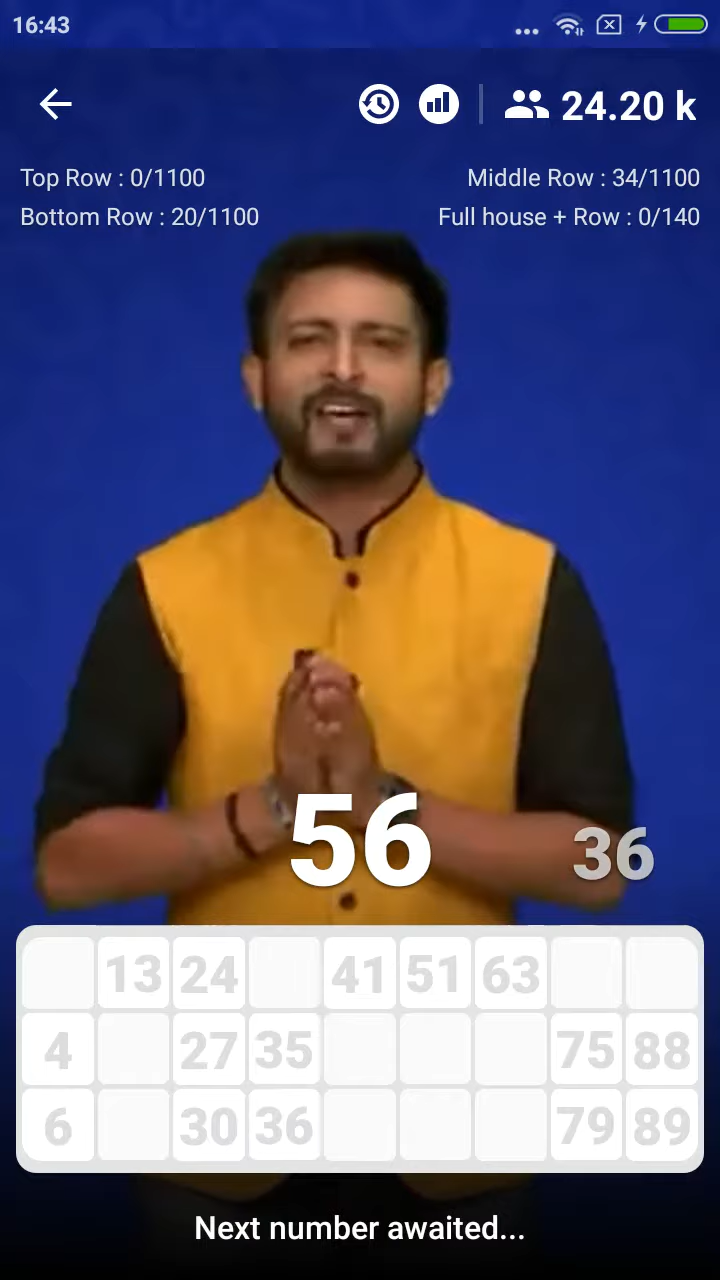 16:43
24.20 k
Top Row : 0/1100 Middle Row : 34/1100
Bottom Row : 20/1100 Full house + Row : 0/140
56 36
13 24 41 51 63
4 27 35 75 88
6 30 36 79 89
Next number awaited...